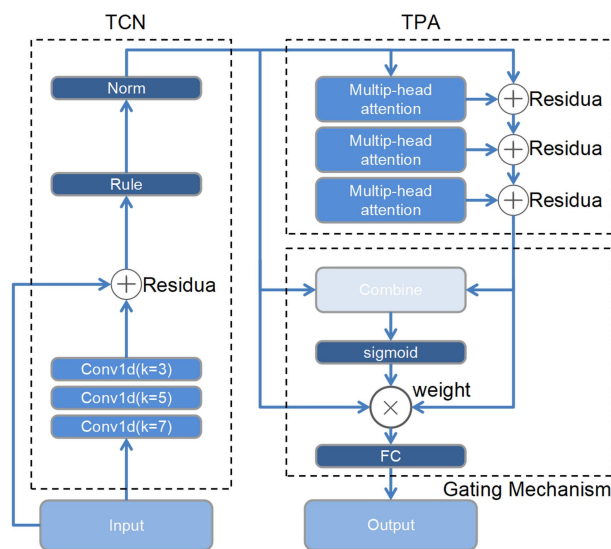 TCN
TPA
Norm
Rule
Residua
Conv1d(k=3)
Conv1d(k=5)
Conv1d(k=7)
Input
Multip-head
attention
Residua
Multip-head
attention
Residua
Multip-head
attention
Residua
Combine
sigmoid
weight
FC
Gating Mechanism
Output